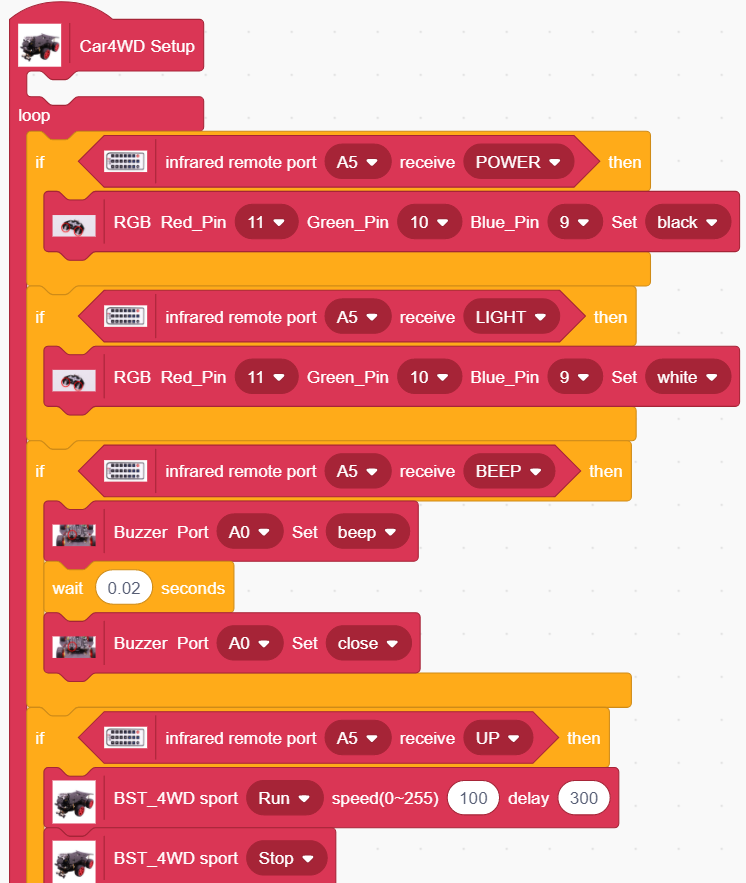 Car4WD Setup
loop
if infrared remote port A5 receive POWER then
RGB Red_Pin 11 Green_Pin 10 Blue_Pin 9 Set black
if infrared remote port A5 receive LIGHT then
RGB Red_Pin 11 Green_Pin 10 Blue_Pin 9 Set white
if infrared remote port A5 receive BEEP then
Buzzer Port A0 Set beep
wait 0.02 seconds
Buzzer Port A0 Set close
if infrared remote port A5 receive UP then
BST_4WD sport Run speed(0~255) 100 delay 300
BST_4WD sport Stop